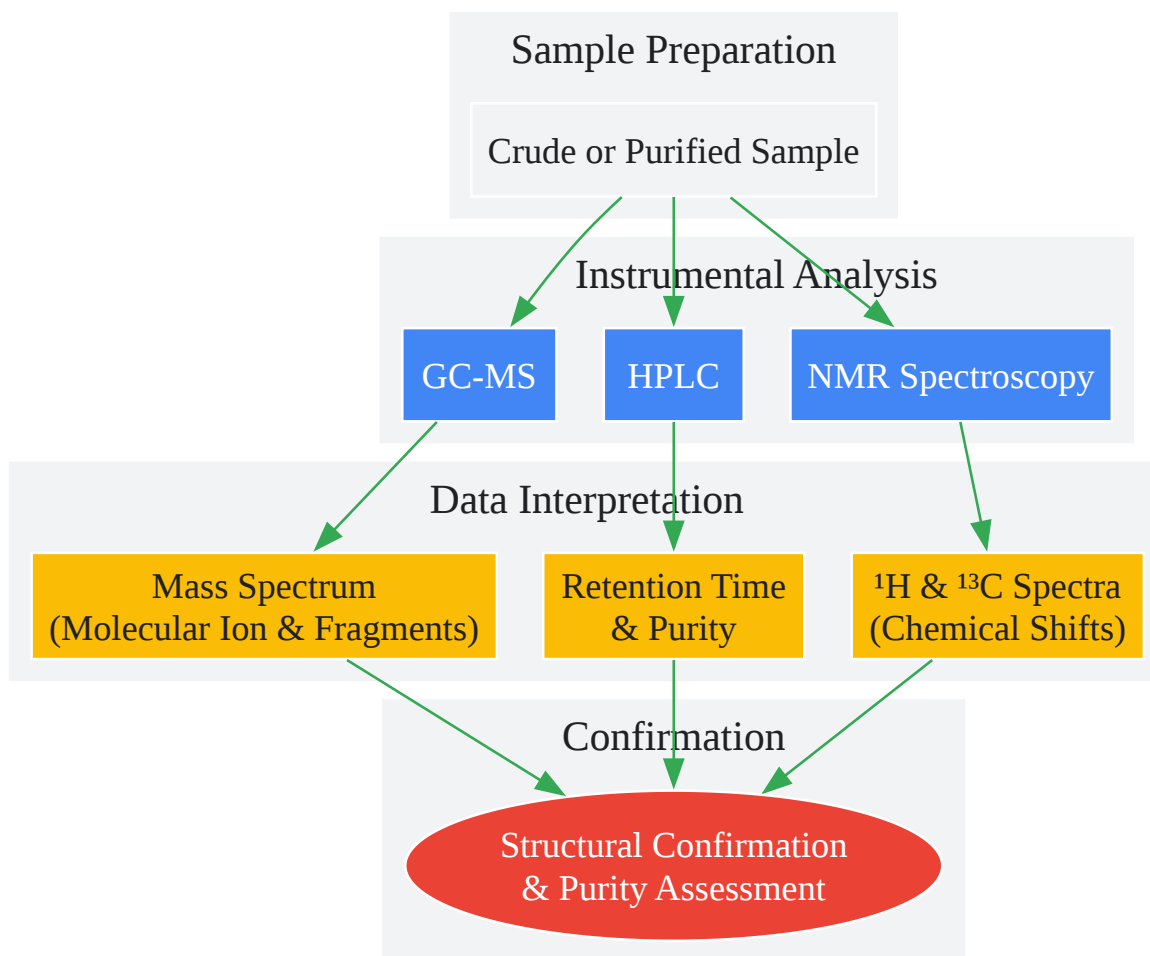 Sample Preparation
Crude or Purified Sample
Instrumental Analysis
GC-MS
HPLC
NMR Spectroscopy
Data Interpretation
Mass Spectrum
(Molecular Ion & Fragments)
Retention Time
& Purity
¹H & ¹³C Spectra
(Chemical Shifts)
Confirmation
Structural Confirmation
& Purity Assessment